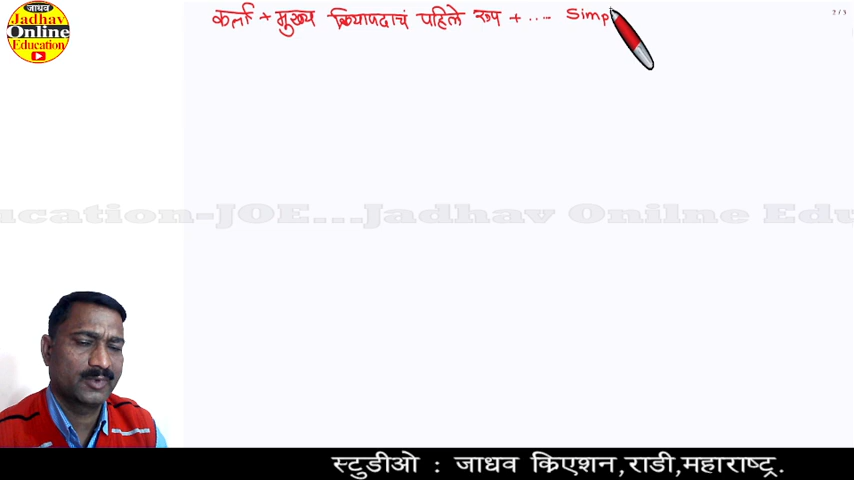 कर्ता + मुख्य क्रियापदाचं पहिले रूप + ..... Simp
2/3
जाधव
Jadhav
Online
Education
ucation-JOE...Jadhav Onilne Edu
स्टुडीओ : जाधव क्रिएशन,राडी,महाराष्ट्र.